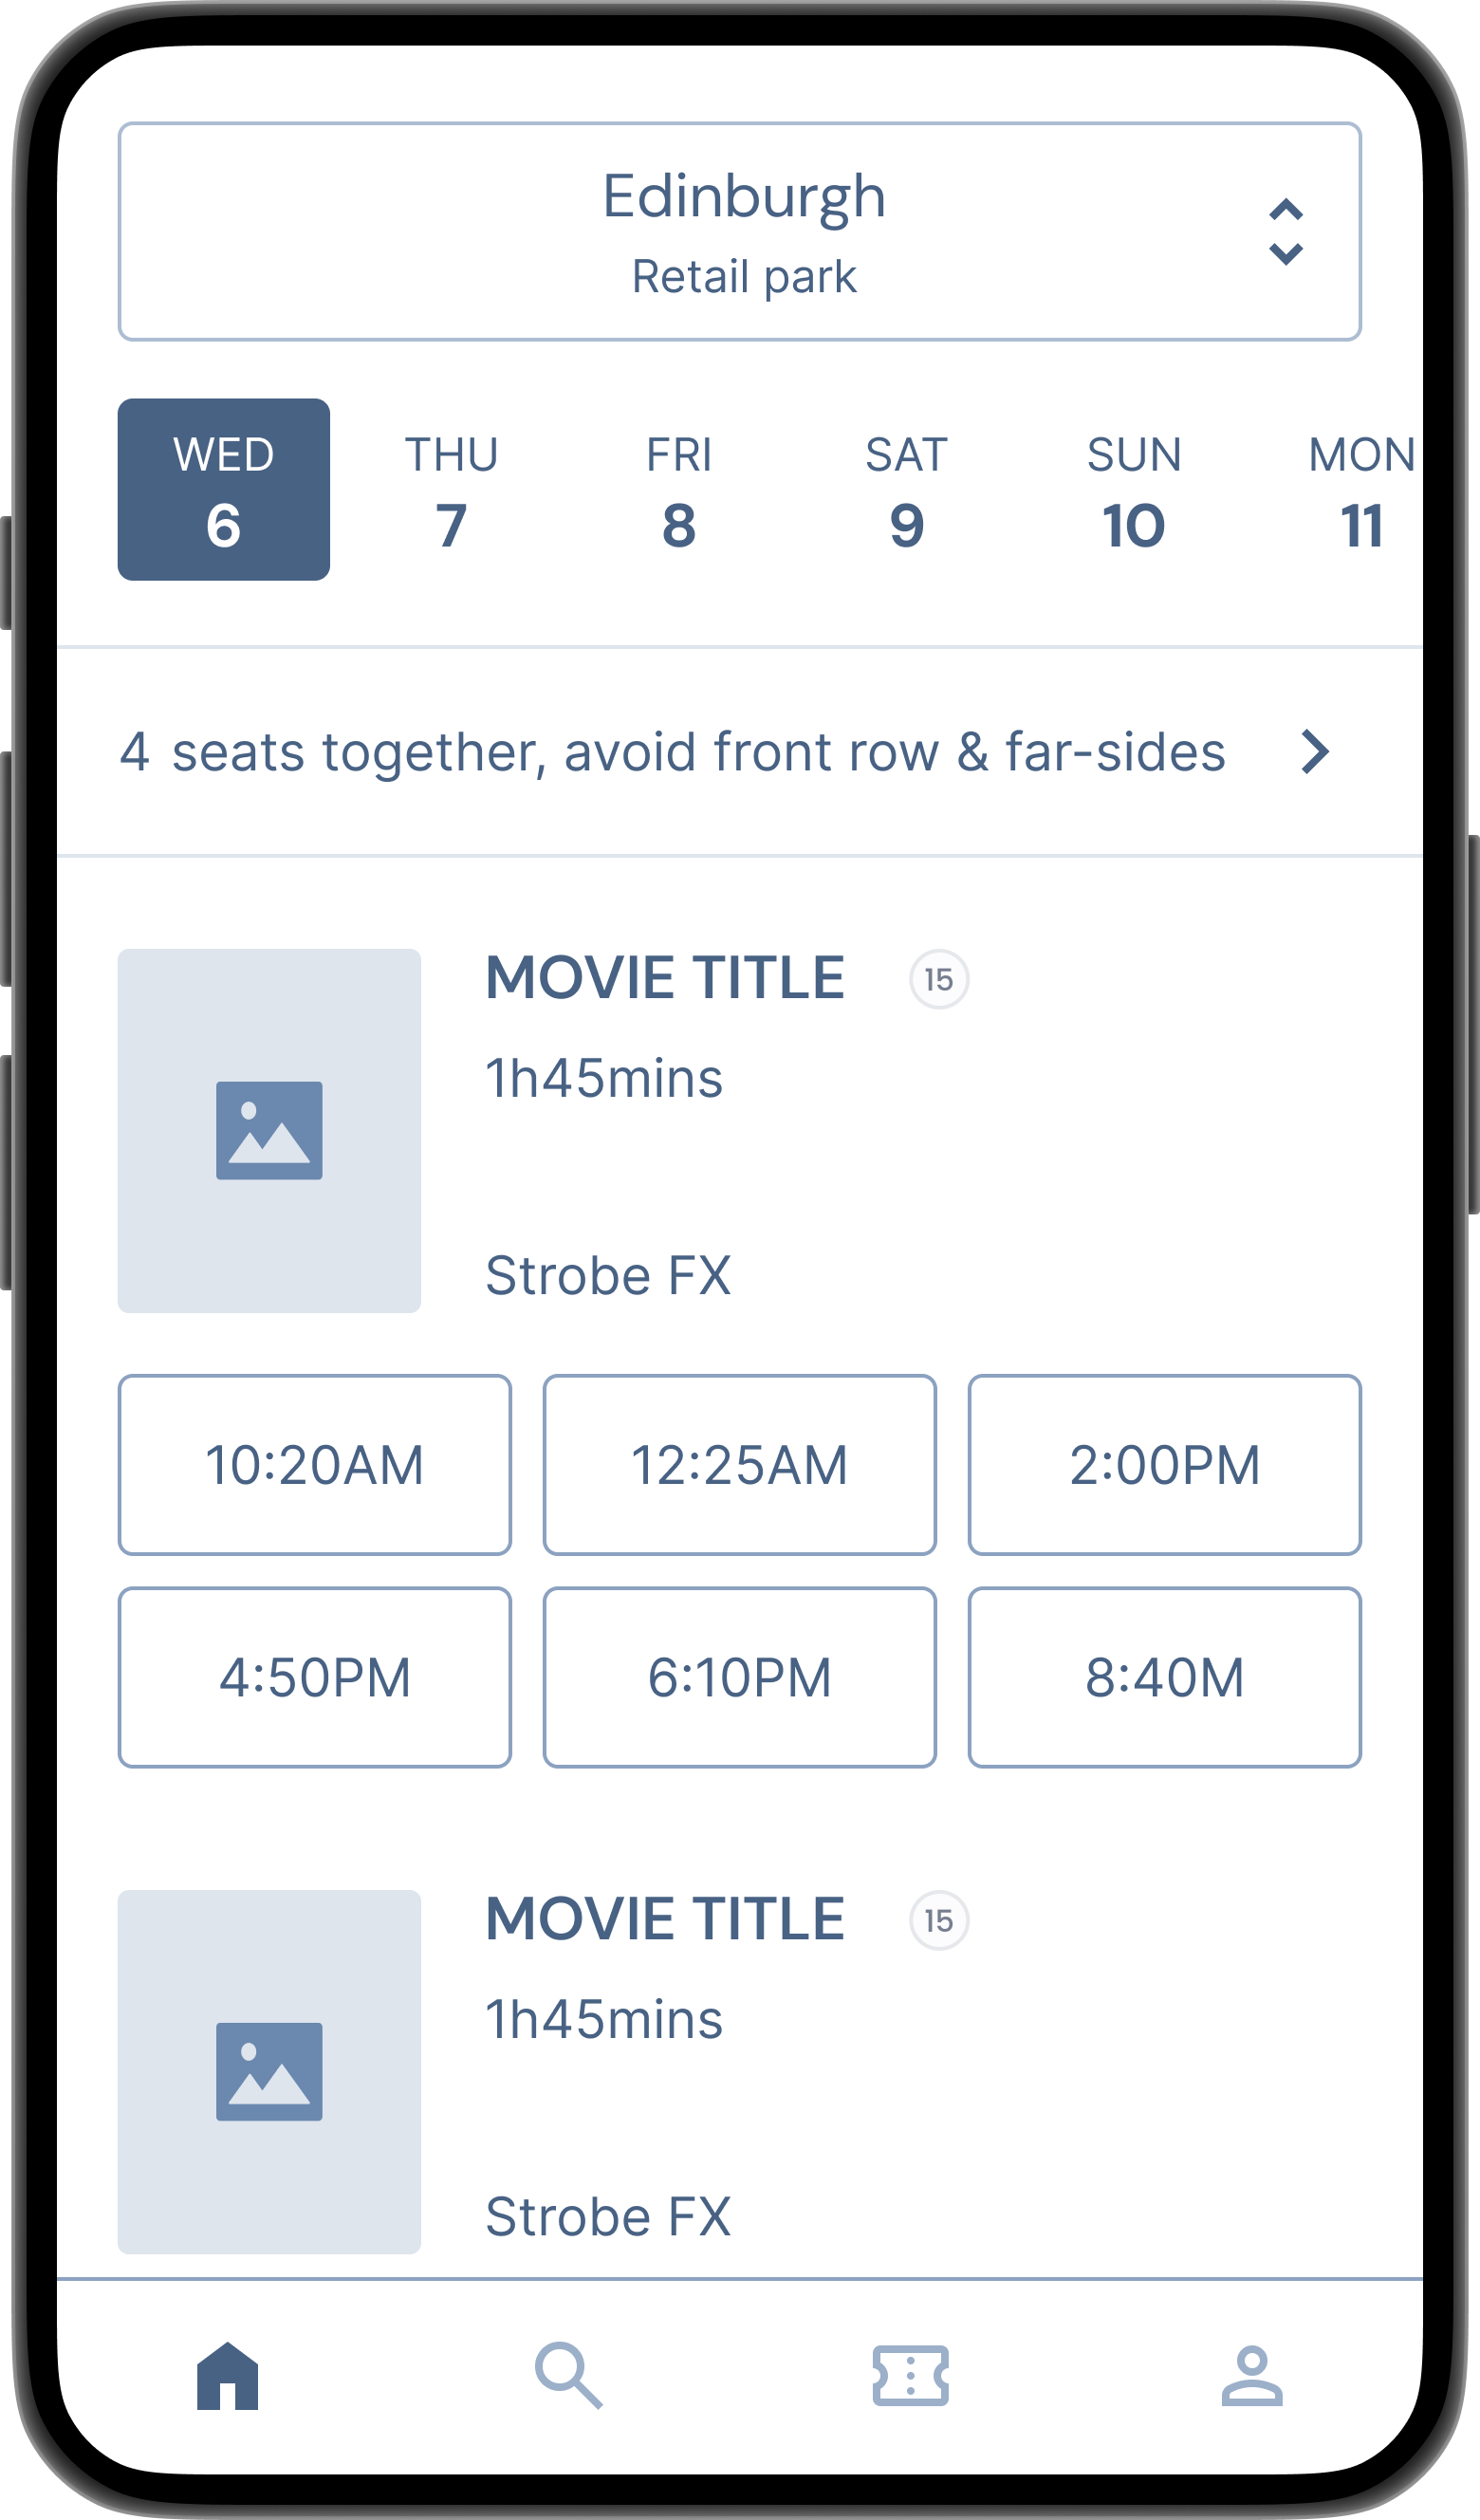 Edinburgh
Retail park
WED THU FRI SAT SUN MON
6 7 8 9 10 11
4 seats together, avoid front row & far-sides
MOVIE TITLE 15
1h45mins
Strobe FX
10:20AM 12:25AM 2:00PM
4:50PM 6:10PM 8:40M
MOVIE TITLE 15
1h45mins
Strobe FX